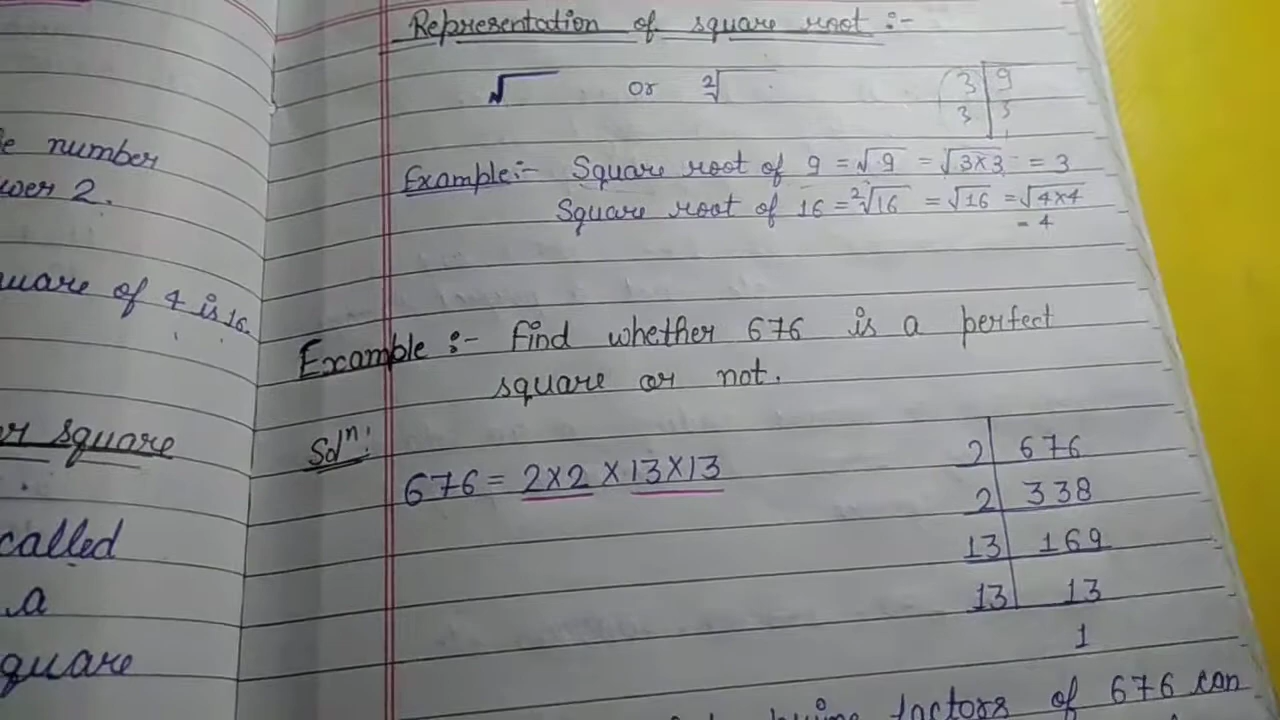 e number
wer 2.
quare of 4 is 16.
er square
called
a
quare
Representation of square root :-
√ or ²√
3 9
3 3
1
Example:- Square root of 9 = √9 = √3×3 = 3
Square root of 16 = ²√16 = √16 = √4×4
= 4
Example :- Find whether 676 is a perfect
square or not.
Solⁿ:
676 = 2×2 × 13×13
2 676
2 338
13 169
13 13
1
factors of 676 can